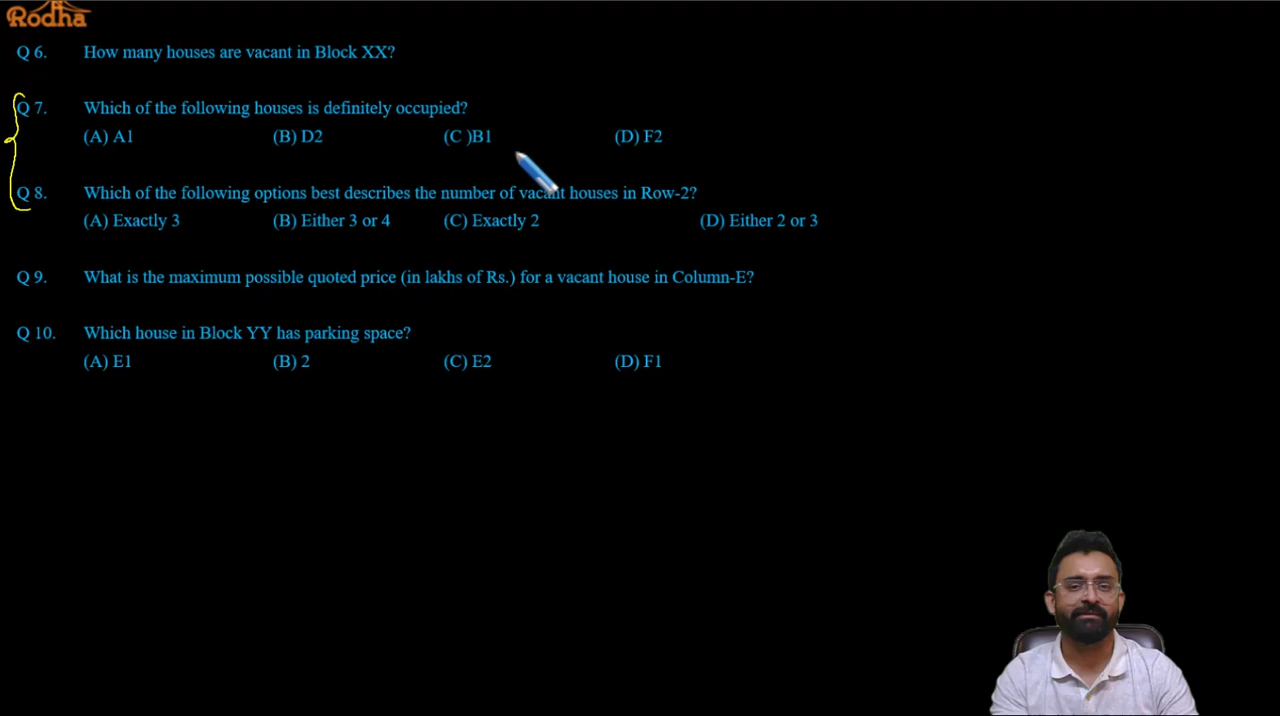 Rodha
Q 6. How many houses are vacant in Block XX?
Q 7. Which of the following houses is definitely occupied?
(A) A1 (B) D2 (C )B1 (D) F2
Q 8. Which of the following options best describes the number of vacant houses in Row-2?
(A) Exactly 3 (B) Either 3 or 4 (C) Exactly 2 (D) Either 2 or 3
Q 9. What is the maximum possible quoted price (in lakhs of Rs.) for a vacant house in Column-E?
Q 10. Which house in Block YY has parking space?
(A) E1 (B) 2 (C) E2 (D) F1